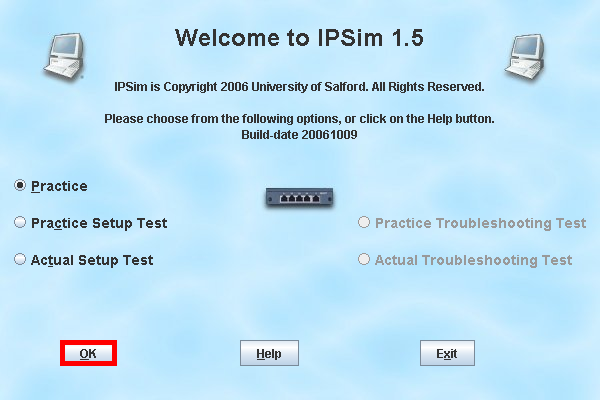 Welcome to IPSim 1.5
IPSim is Copyright 2006 University of Salford. All Rights Reserved.
Please choose from the following options, or click on the Help button.
Build-date 20061009
Practice
Practice Setup Test
Practice Troubleshooting Test
Actual Setup Test
Actual Troubleshooting Test
OK
Help
Exit